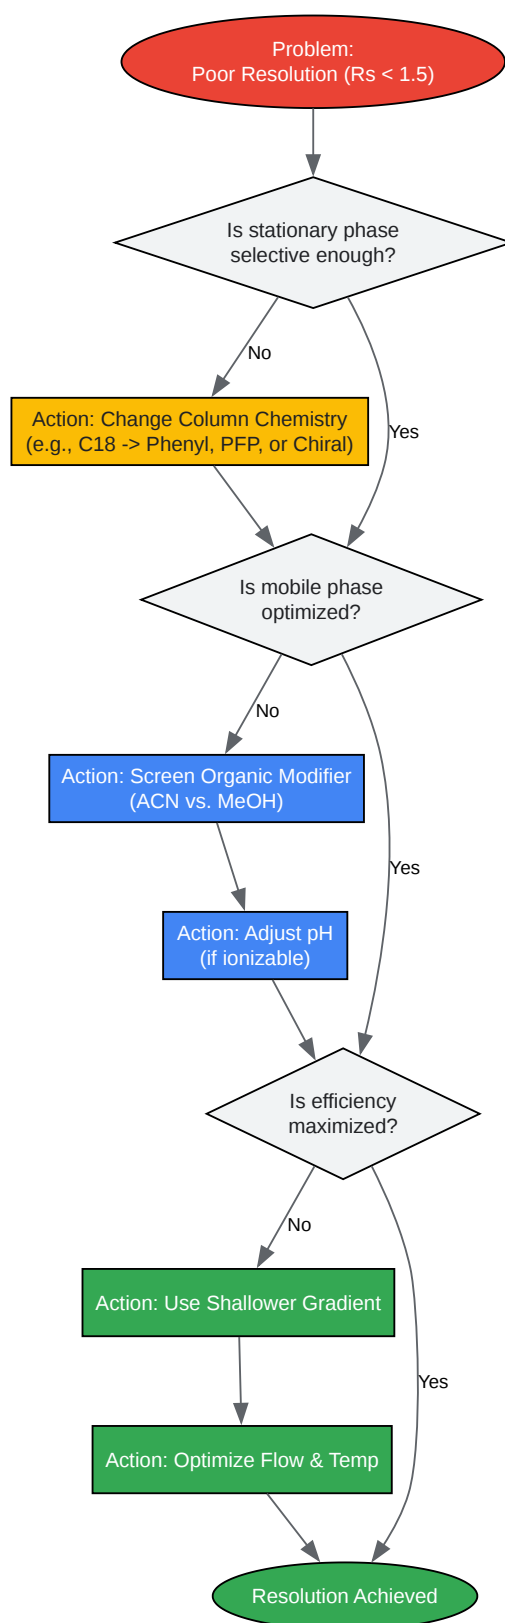 Problem:
Poor Resolution (Rs < 1.5)
Is stationary phase
selective enough?
No
Action: Change Column Chemistry
(e.g., C18 -> Phenyl, PFP, or Chiral)
Yes
Is mobile phase
optimized?
No
Action: Screen Organic Modifier
(ACN vs. MeOH)
Yes
Action: Adjust pH
(if ionizable)
Is efficiency
maximized?
No
Action: Use Shallower Gradient
Yes
Action: Optimize Flow & Temp
Resolution Achieved